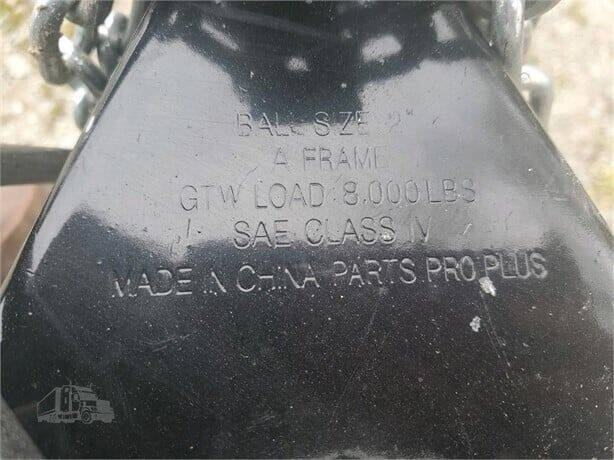 BALL SIZE 2"
A FRAME
GTW LOAD 8,000 LBS
SAE CLASS IV
MADE IN CHINA PARTS PRO PLUS